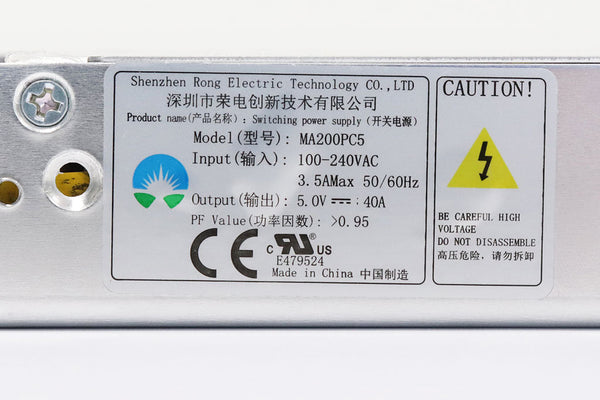 Shenzhen Rong Electric Technology CO.,LTD
深圳市荣电创新技术有限公司
Product name(产品名称): Switching power supply (开关电源)
Model(型号): MA200PC5
Input(输入): 100-240VAC
3.5AMax 50/60Hz
Output(输出): 5.0V⎓40A
PF Value(功率因数): >0.95
CE c RU US
E479524
Made in China 中国制造
CAUTION!
BE CAREFUL HIGH
VOLTAGE
DO NOT DISASSEMBLE
高压危险, 请勿拆卸